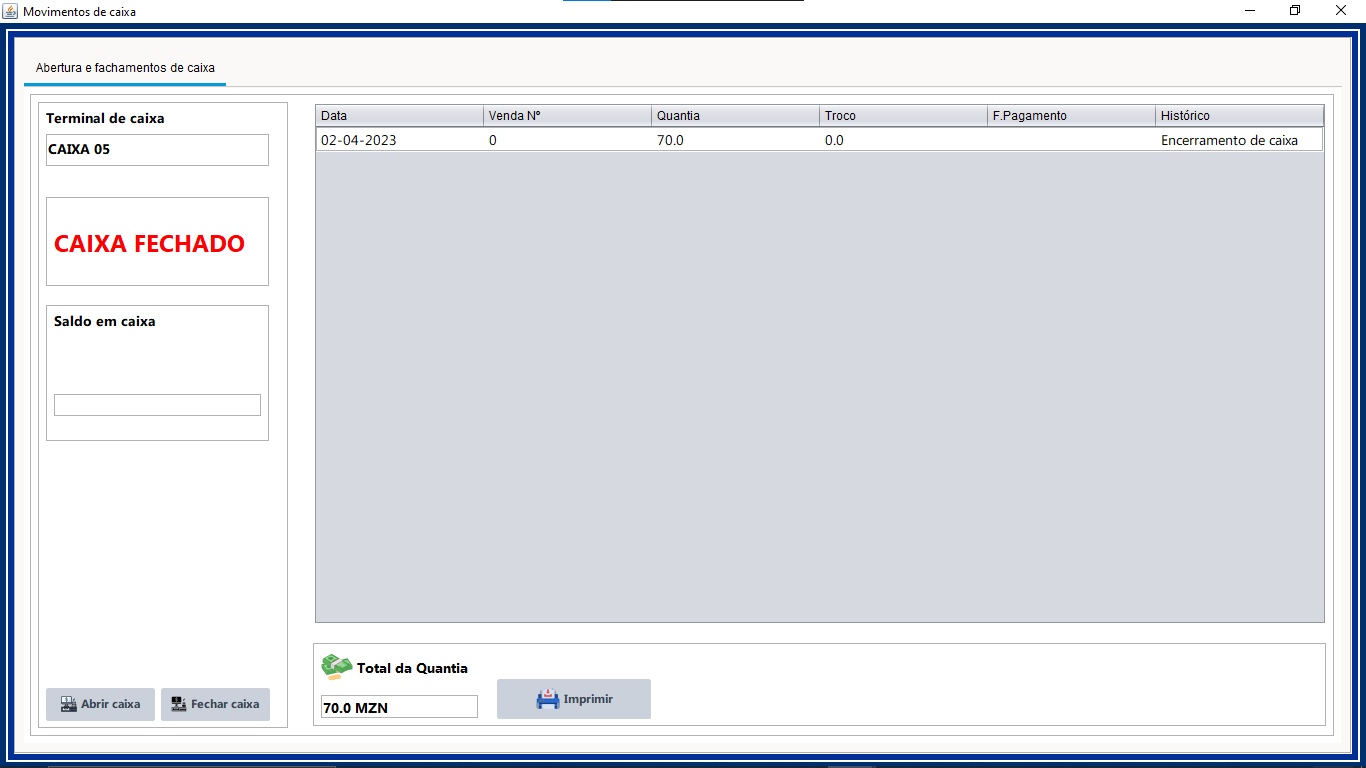 Movimentos de caixa
Abertura e fachamentos de caixa
Terminal de caixa
CAIXA 05
CAIXA FECHADO
Saldo em caixa
Abrir caixa Fechar caixa
Data Venda Nº Quantia Troco F.Pagamento Histórico
02-04-2023 0 70.0 0.0 Encerramento de caixa
Total da Quantia
70.0 MZN
Imprimir